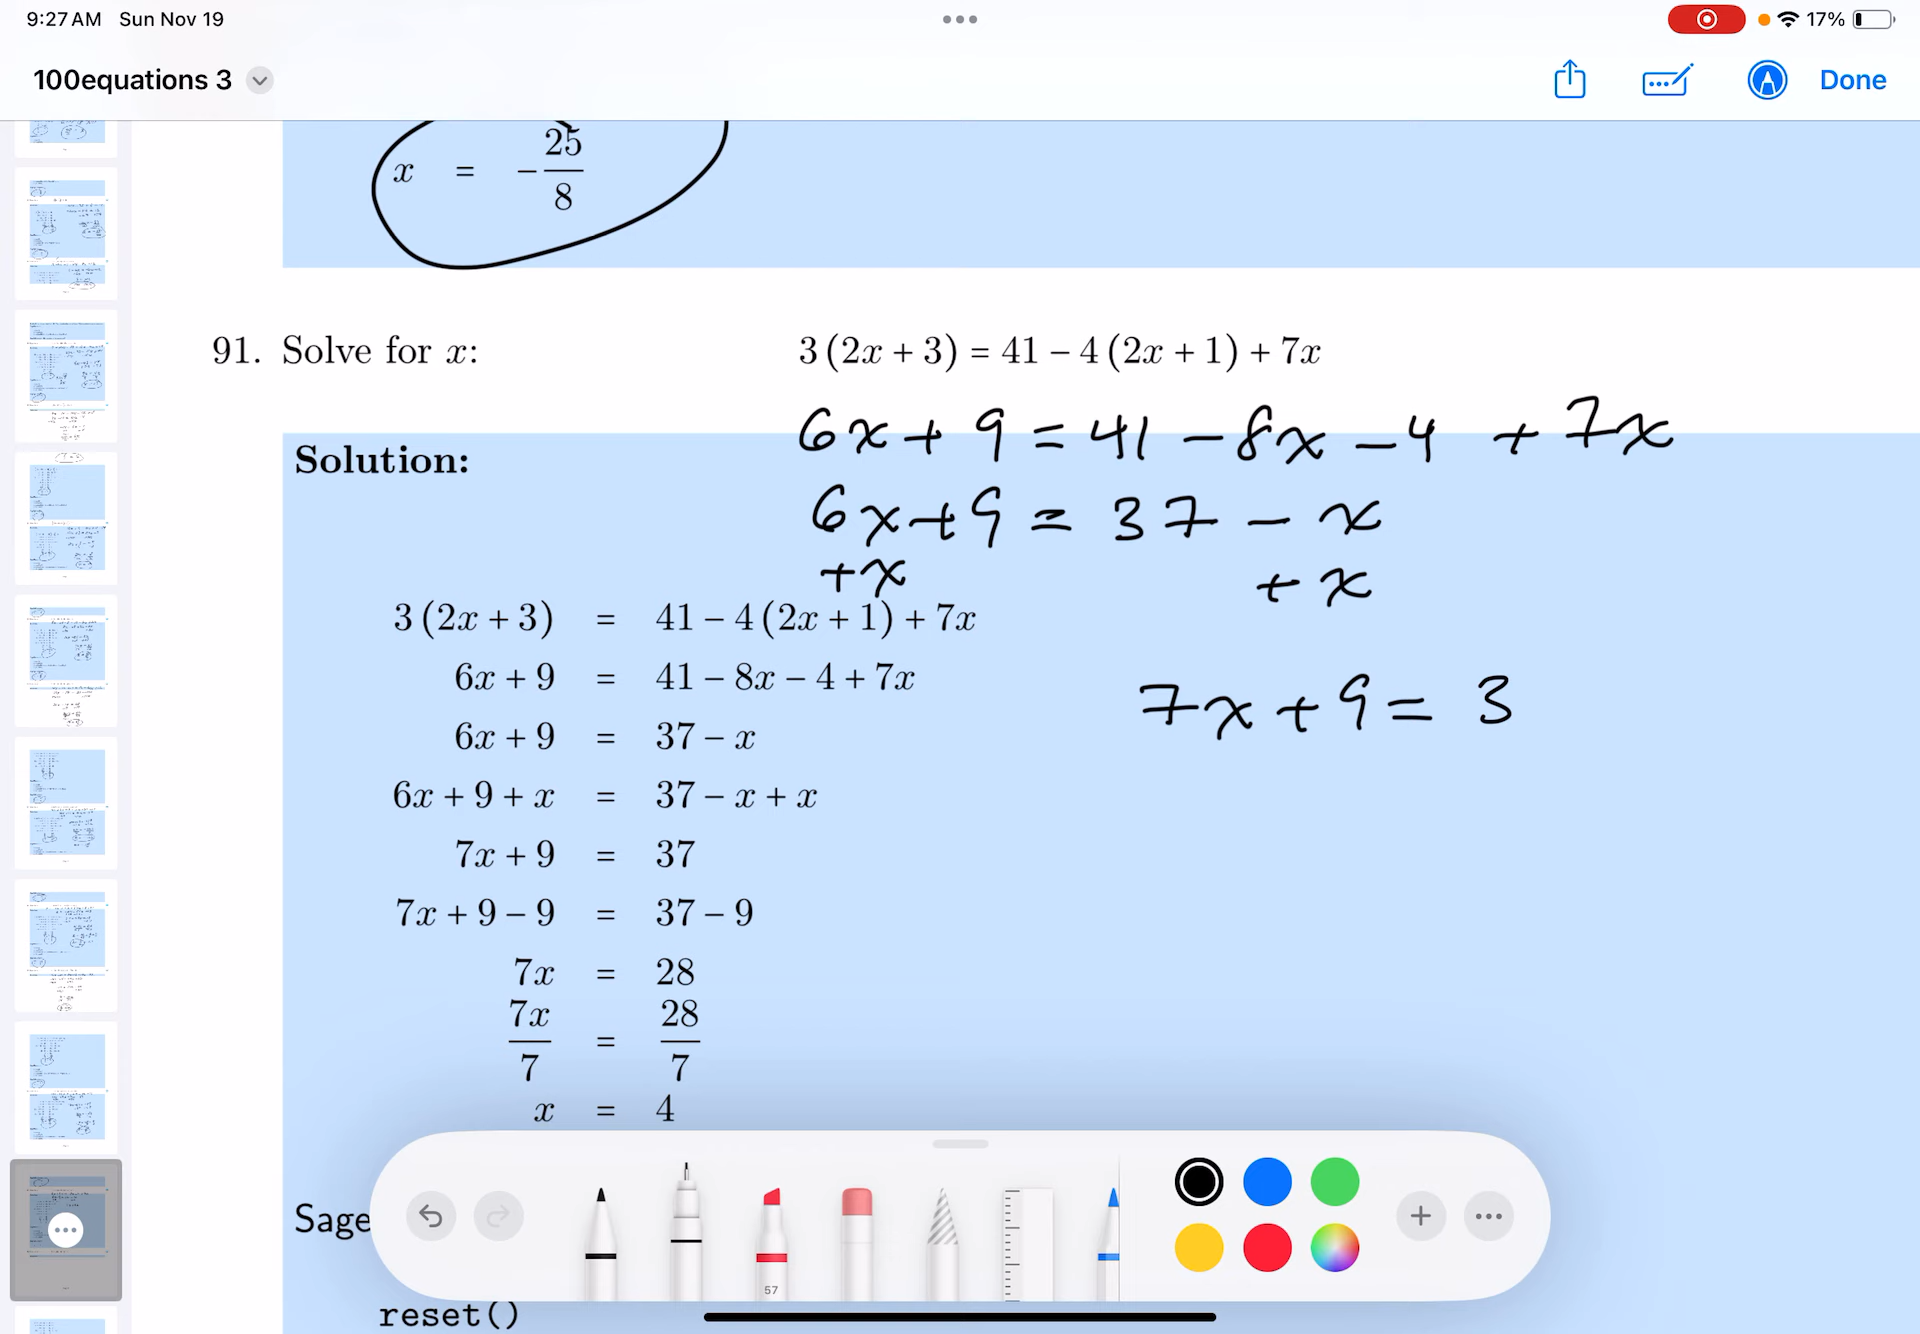 9:27 AM Sun Nov 19
17%
100equations 3
Done
x = -25/8
91. Solve for x: 3(2x + 3) = 41 − 4(2x + 1) + 7x
6x + 9 = 41 − 8x − 4 + 7x
Solution:
6x + 9 = 37 − x
+x + x
3(2x + 3) = 41 − 4(2x + 1) + 7x
6x + 9 = 41 − 8x − 4 + 7x
7x + 9 = 3
6x + 9 = 37 − x
6x + 9 + x = 37 − x + x
7x + 9 = 37
7x + 9 − 9 = 37 − 9
7x = 28
7x/7 = 28/7
x = 4
Sage
57
reset()